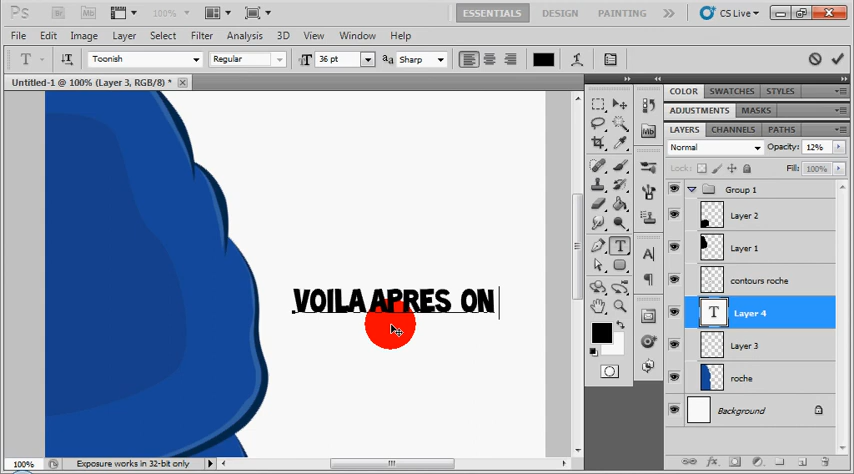 Ps Br Mb 100% ESSENTIALS DESIGN PAINTING CS Live
File Edit Image Layer Select Filter Analysis 3D View Window Help
T Toonish Regular 36 pt aa Sharp
Untitled-1 @ 100% (Layer 3, RGB/8) *
COLOR SWATCHES STYLES
ADJUSTMENTS MASKS
LAYERS CHANNELS PATHS
Normal Opacity: 12%
Lock: Fill: 100%
Group 1
Layer 2
Layer 1
contours roche
T Layer 4
Layer 3
roche
Background
Mb
T
A
VOILA APRES ON
100% Exposure works in 32-bit only